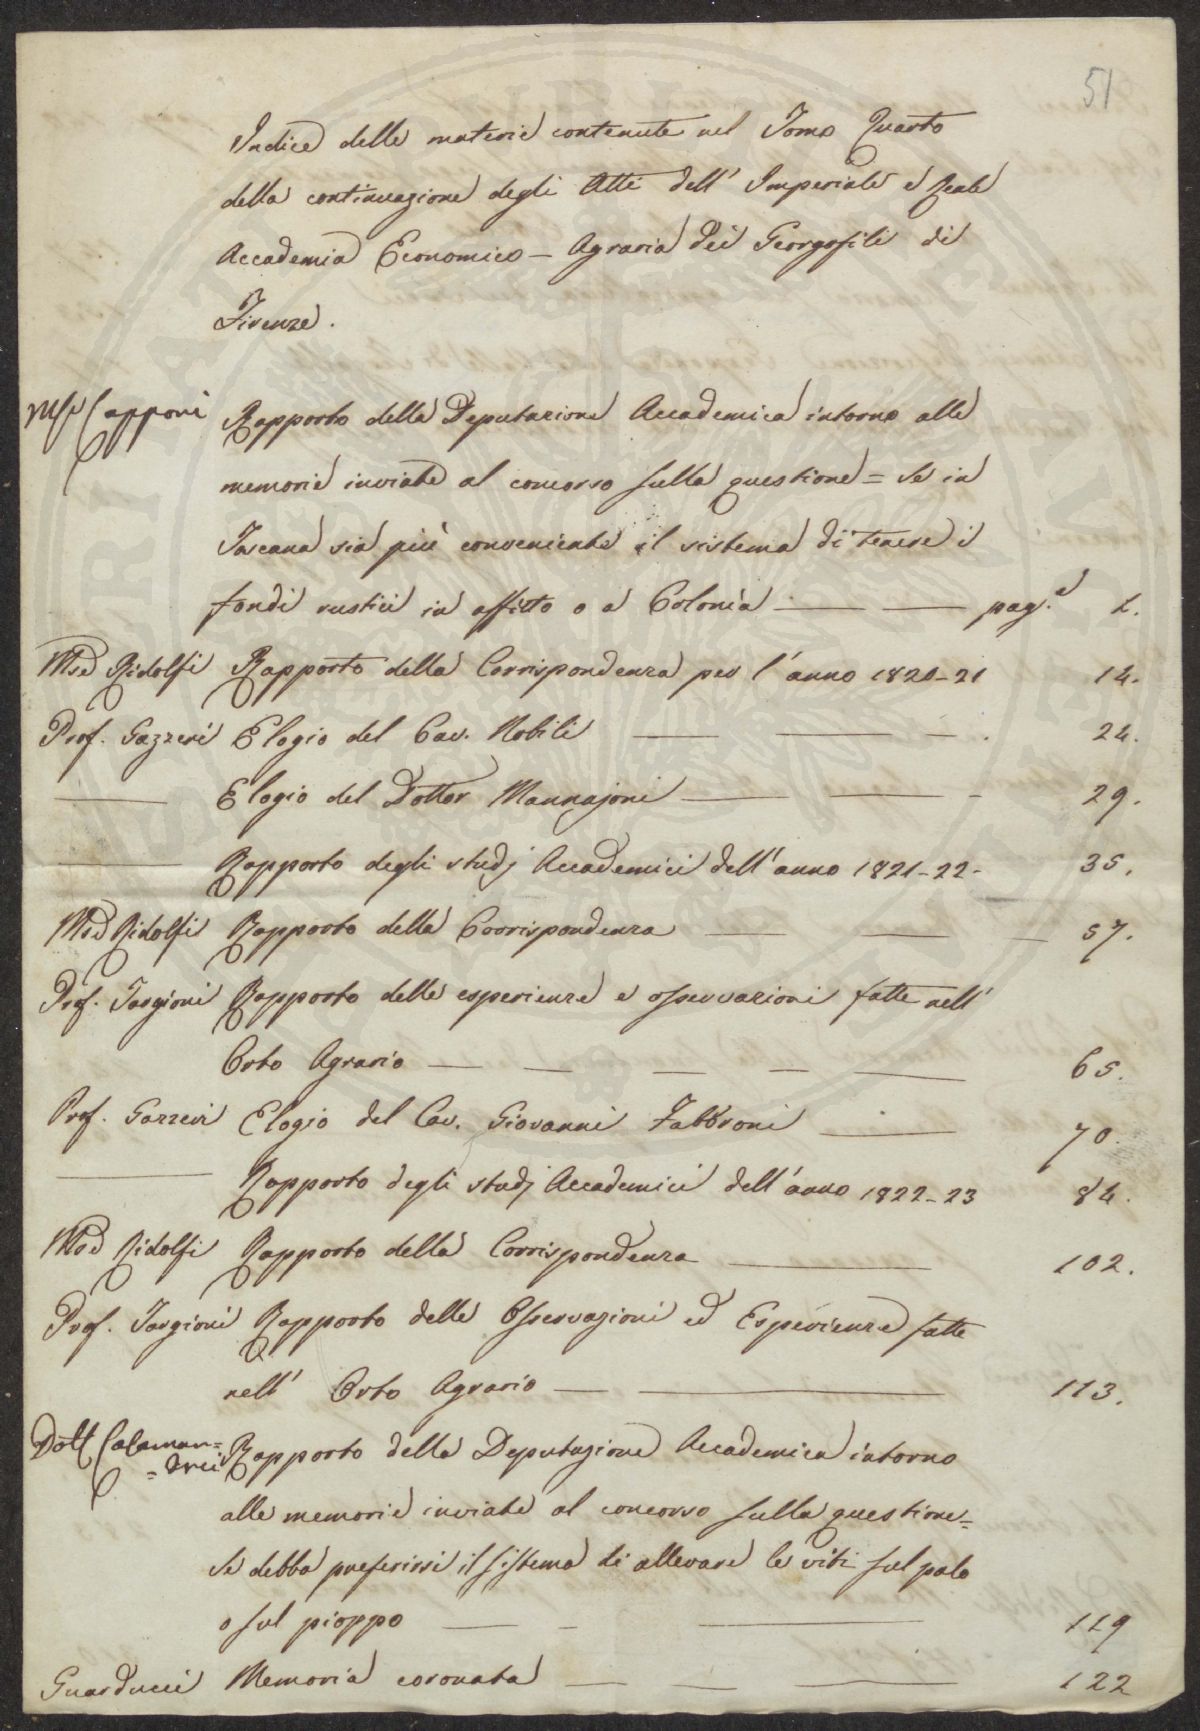 51
Indice delle materie contenute nel Tomo Quarto
della continuazione degli Atti dell' Imperiale e Reale
Accademia Economico - Agraria dei Georgofili di
Firenze.
Capponi Rapporto della Deputazione Accademica intorno alle
memorie inviate al concorso sulla questione = Se in
Toscana sia più conveniente il sistema di tenere i
fondi rustici in affitto o a Colonia — — pag.e 1.
Mse Ridolfi Rapporto della Corrispondenza per l'anno 1820-21 14.
Prof. Gazzeri Elogio del Cav. Nobili — — — 24.
— Elogio del Dottor Mannajoni — — - 29.
— Rapporto degli studj Accademici dell'anno 1821-22- 35.
Mse Ridolfi Rapporto della Corrispondenza — — — 57.
Prof. Targioni Rapporto delle esperienze e osservazioni fatte nell'
Orto Agrario — — — — — 65.
Prof. Gazzeri Elogio del Cav. Giovanni Fabbroni — 70.
— Rapporto degli studj Accademici dell'anno 1822-23 84.
Mse Ridolfi Rapporto della Corrispondenza — 102.
Prof. Targioni Rapporto delle Osservazioni ed Esperienze fatte
nell' Orto Agrario — — 113.
Dott Calaman=
=drei Rapporto della Deputazione Accademica intorno
alle memorie inviate al concorso sulla questione=
Se debba preferirsi il sistema di allevare le viti sul palo
o sul pioppo — - — 119
Guarducci Memoria coronata — — — 122